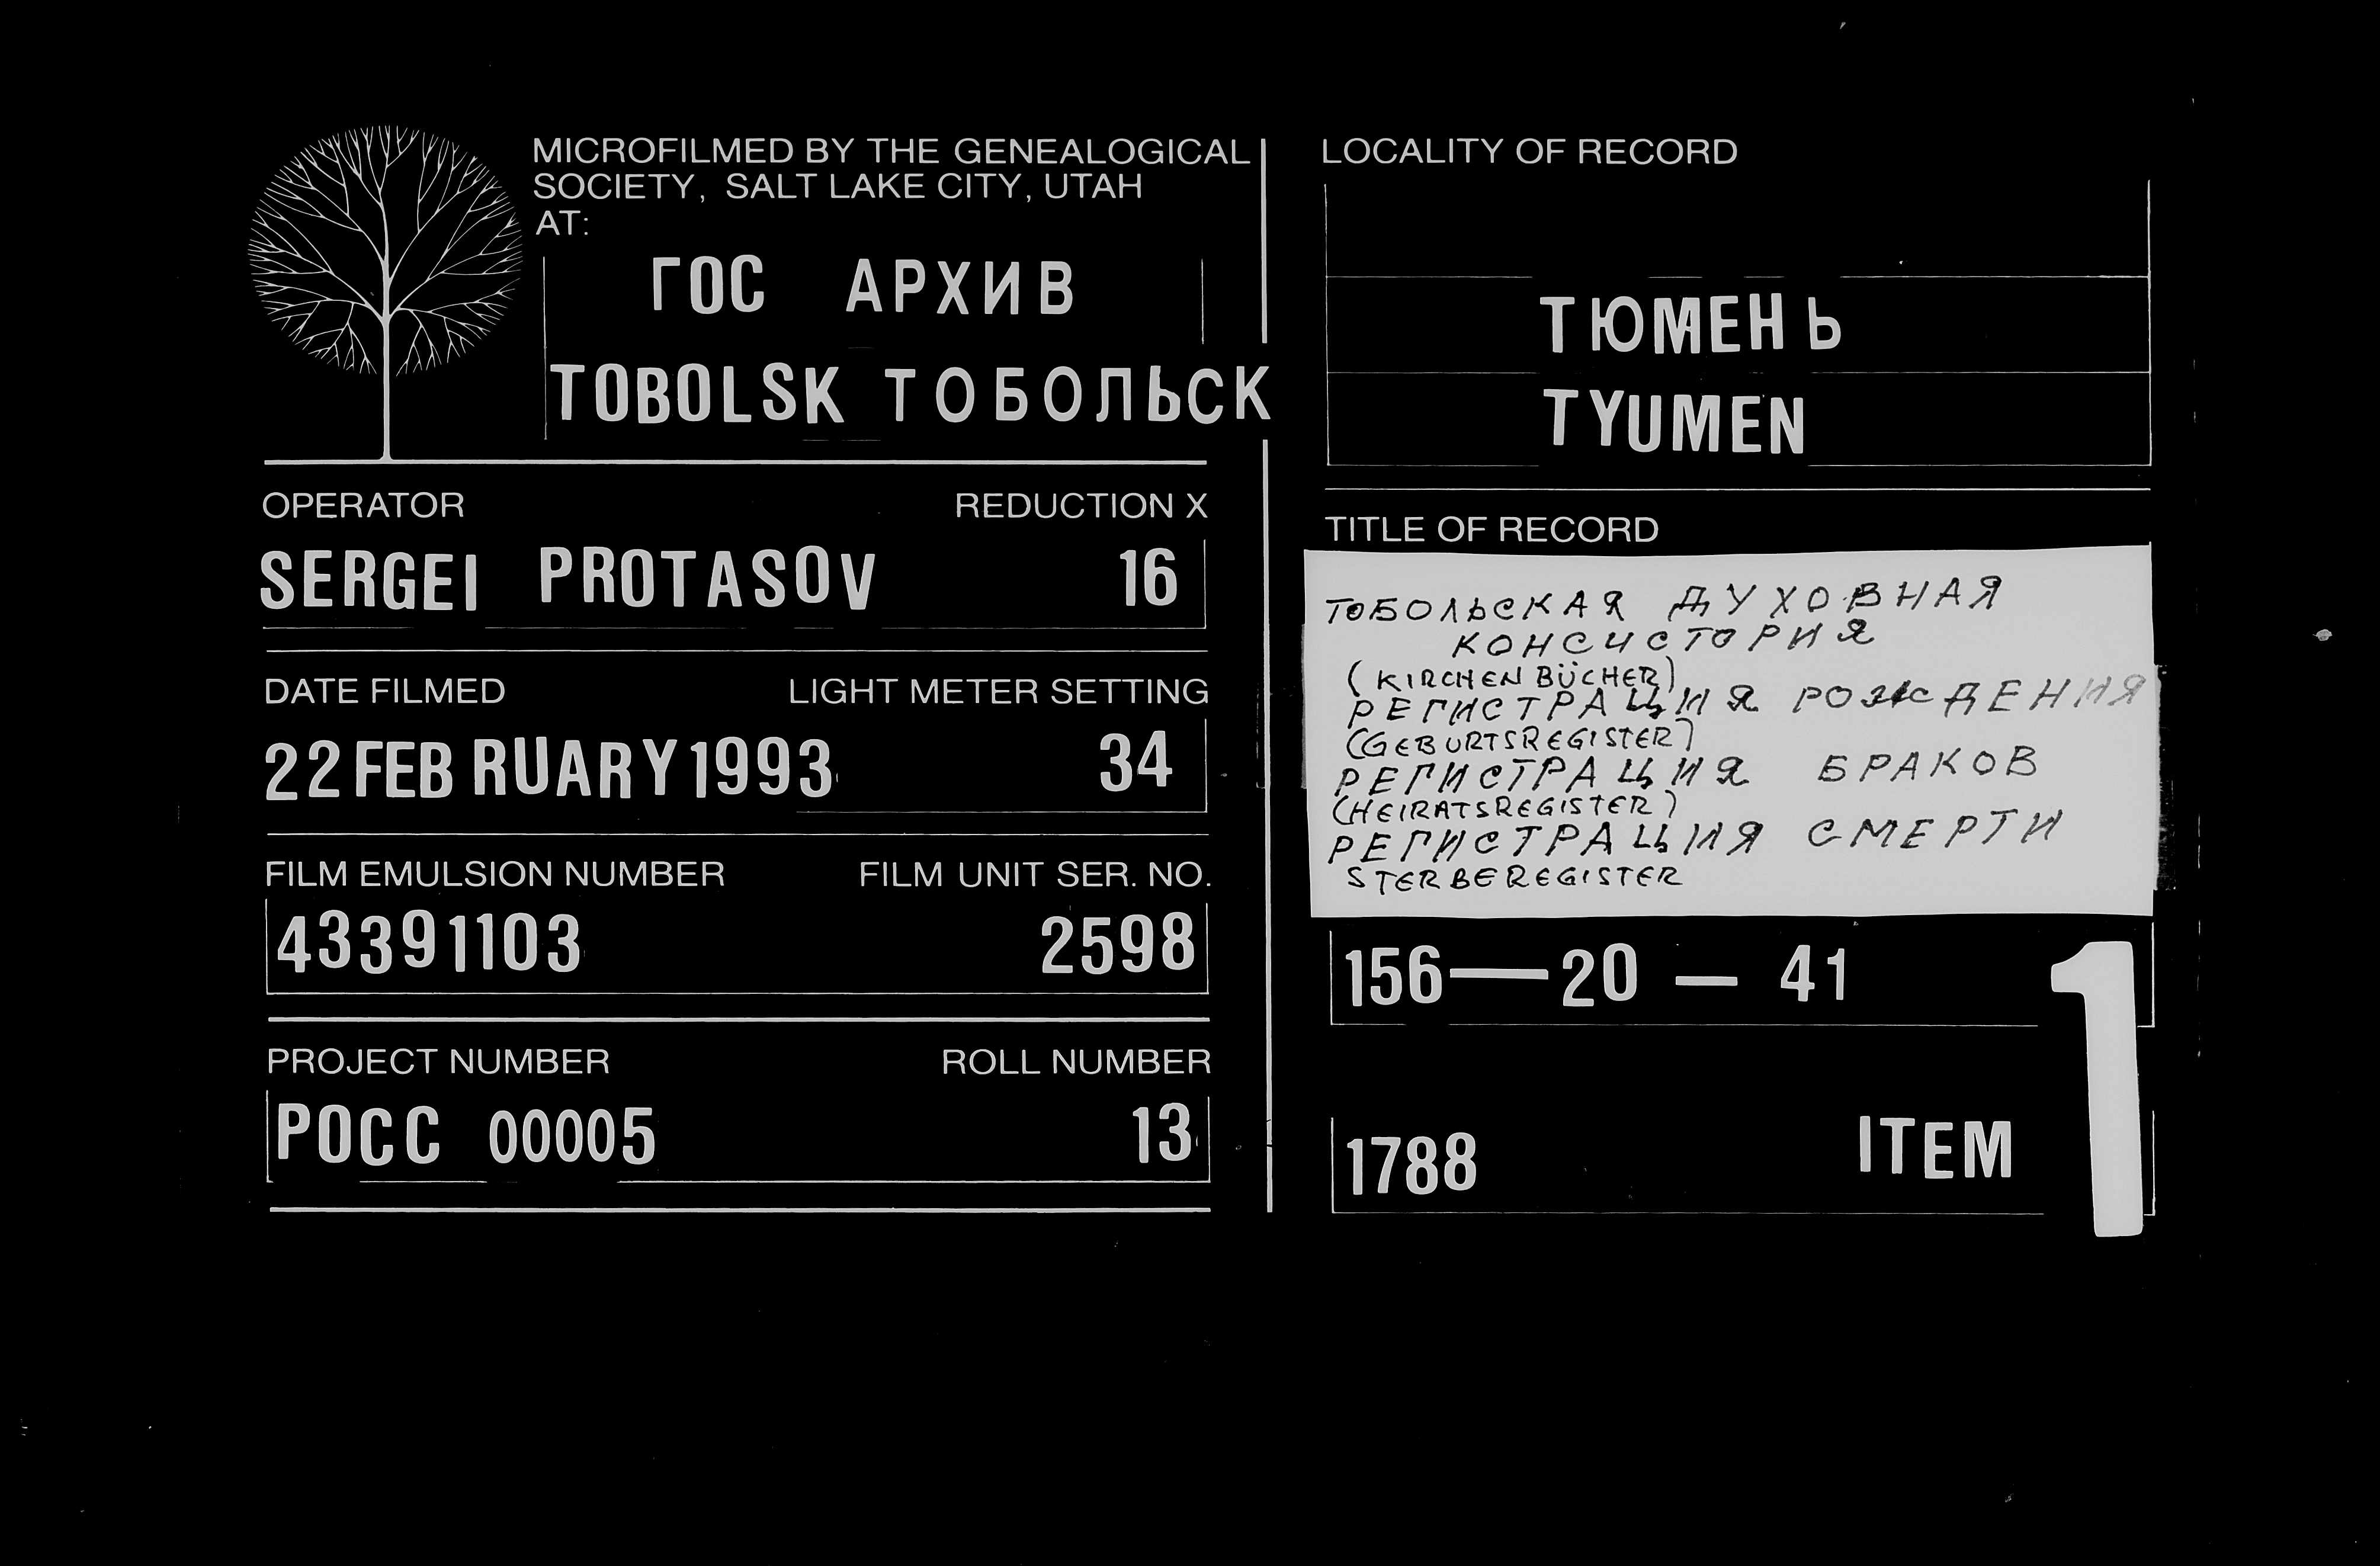 MICROFILMED BY THE GENEALOGICAL
SOCIETY, SALT LAKE CITY, UTAH
AT:
ГОС АРХИВ
TOBOLSK ТОБОЛЬСК
OPERATOR REDUCTION X
SERGEI PROTASOV 16
DATE FILMED LIGHT METER SETTING
22 FEBRUARY 1993 34
FILM EMULSION NUMBER FILM UNIT SER. NO.
43391103 2598
PROJECT NUMBER ROLL NUMBER
РОСС 00005 13
LOCALITY OF RECORD
ТЮМЕНЬ
TYUMEN
TITLE OF RECORD
ТОБОЛЬСКАЯ ДУХОВНАЯ
КОНСИСТОРИЯ
(KIRCHENBÜCHER)
РЕГИСТРАЦИЯ РОЖДЕНИЯ
(GEBURTSREGISTER)
РЕГИСТРАЦИЯ БРАКОВ
(HEIRATSREGISTER)
РЕГИСТРАЦИЯ СМЕРТИ
STERBEREGISTER
156 — 20 — 41
1788 ITEM 1